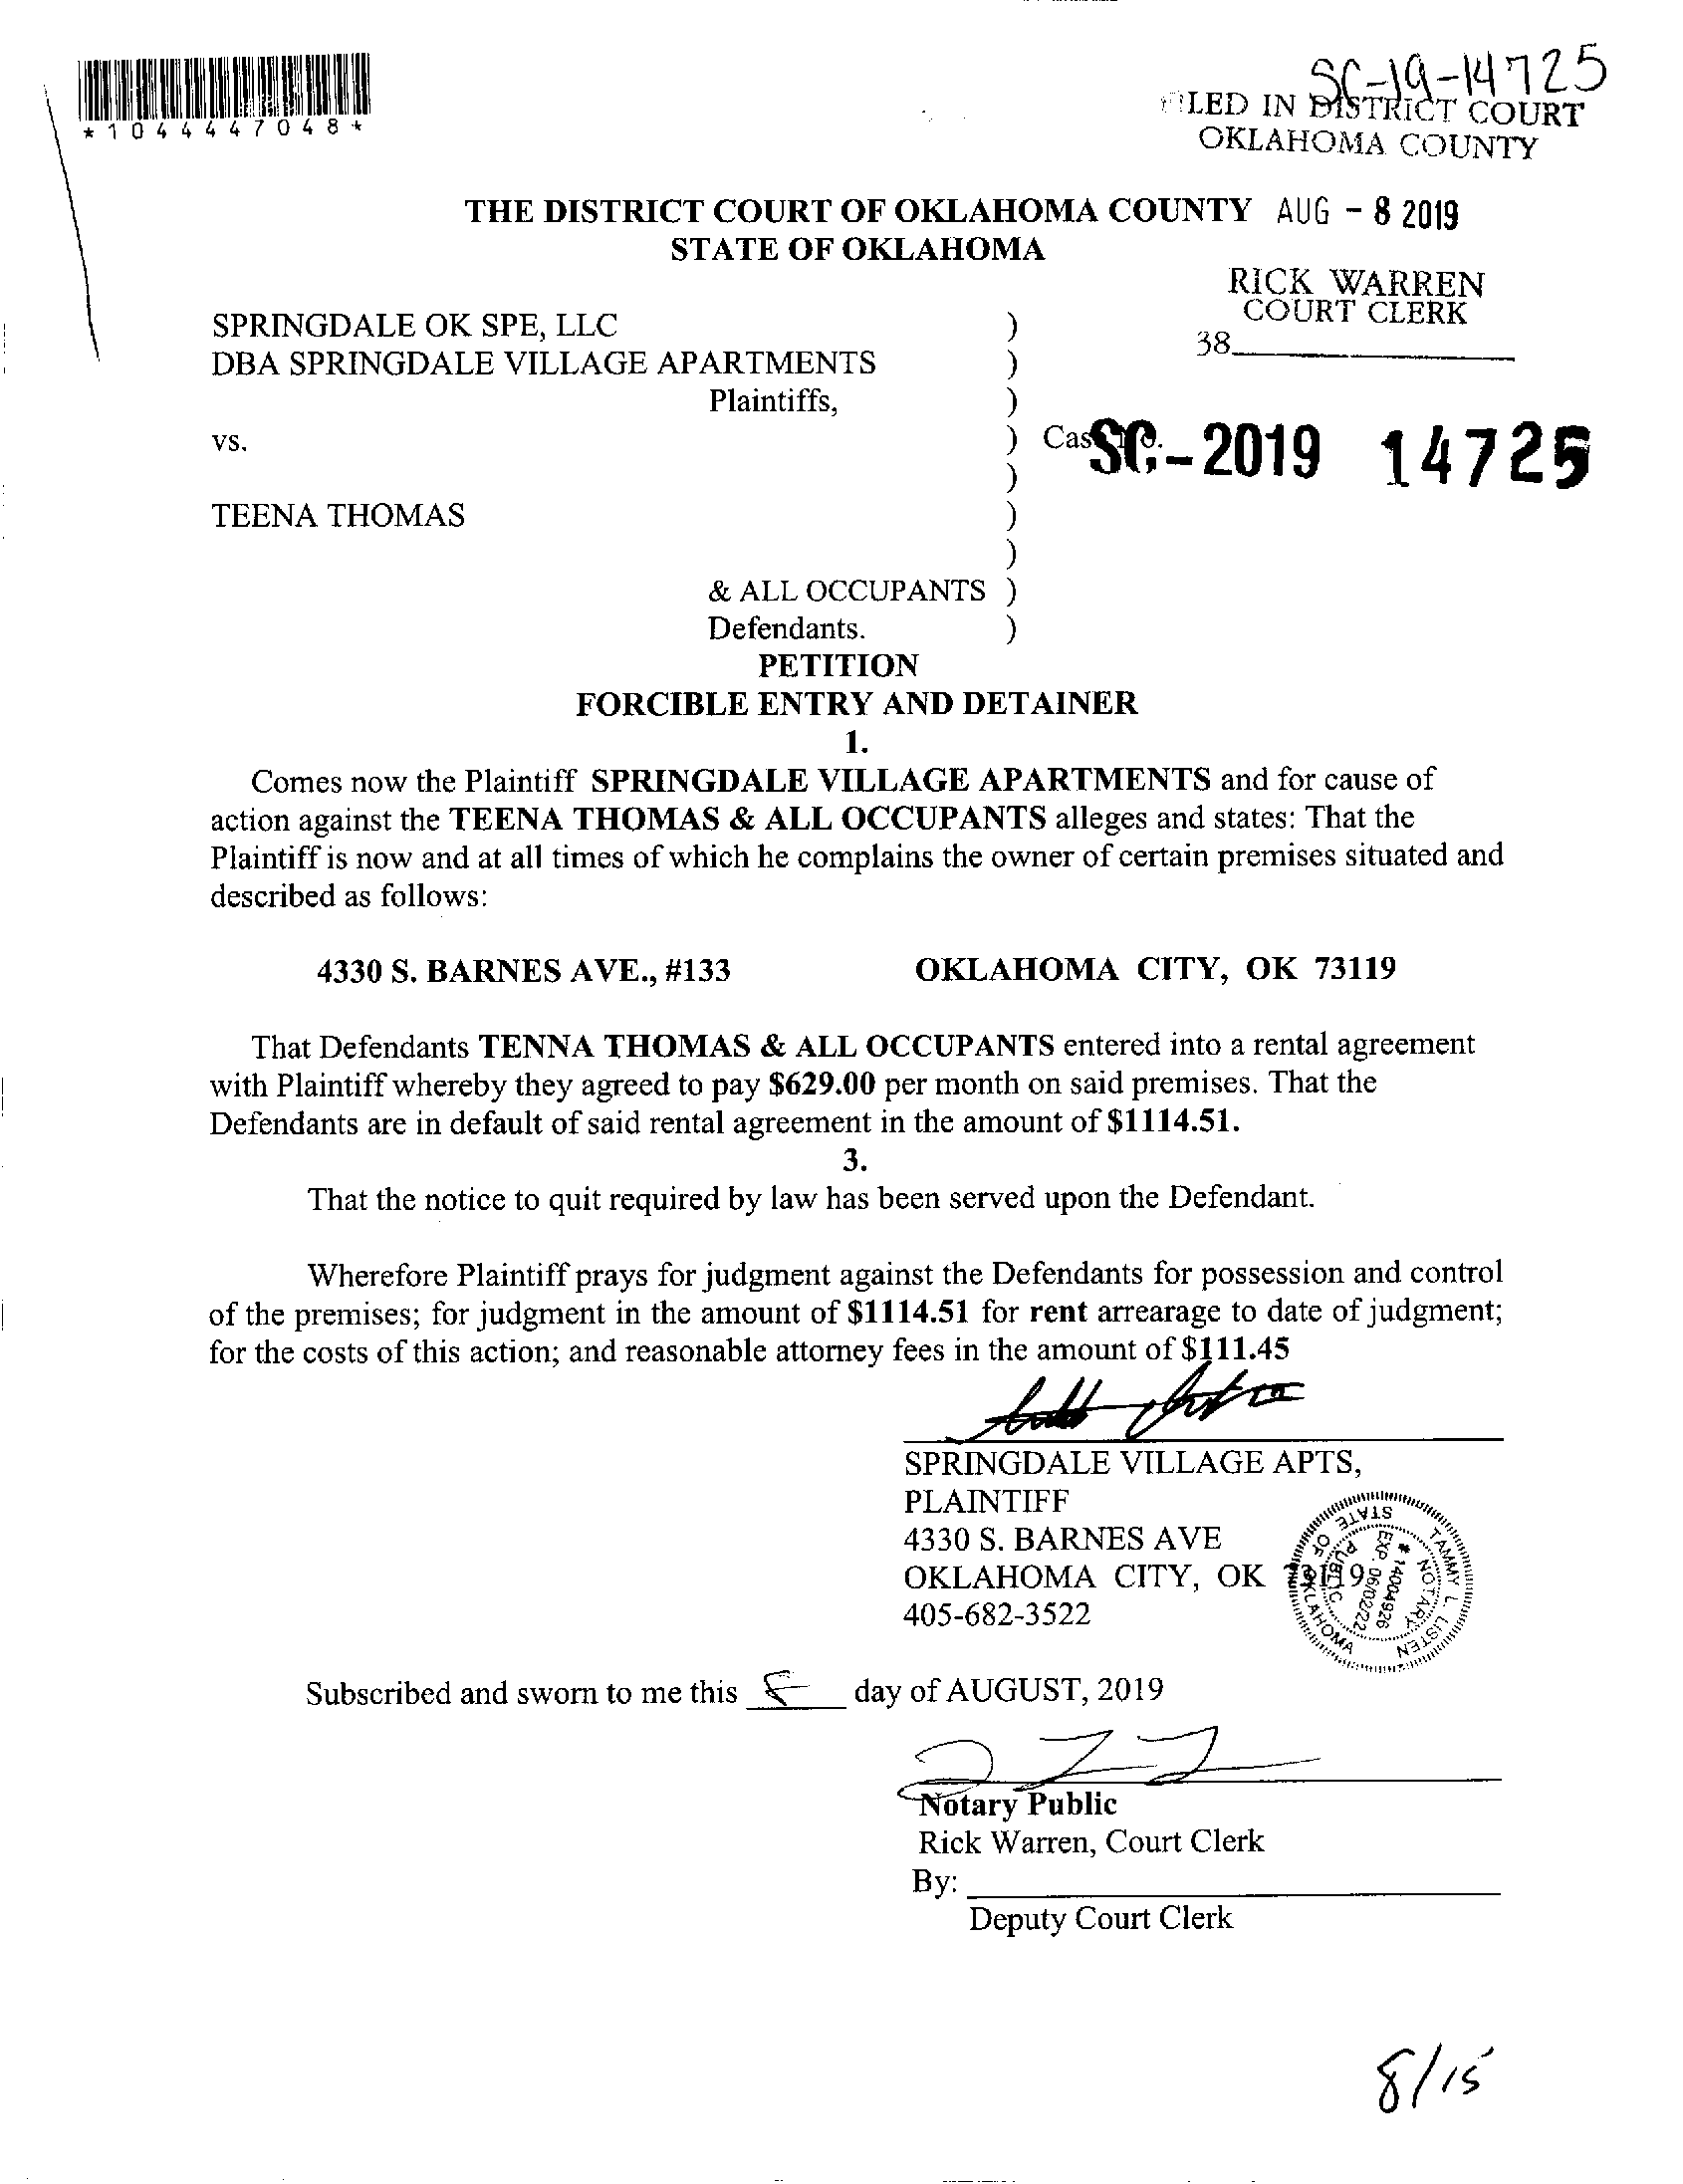 SC-19-14725
*1044447048*
FILED IN DISTRICT COURT
OKLAHOMA COUNTY
THE DISTRICT COURT OF OKLAHOMA COUNTY AUG - 8 2019
STATE OF OKLAHOMA
RICK WARREN
COURT CLERK
38
SPRINGDALE OK SPE, LLC )
DBA SPRINGDALE VILLAGE APARTMENTS )
Plaintiffs, )
vs. ) Case No. SC-2019 14725
)
TEENA THOMAS )
)
& ALL OCCUPANTS )
Defendants. )
PETITION
FORCIBLE ENTRY AND DETAINER
1.
Comes now the Plaintiff SPRINGDALE VILLAGE APARTMENTS and for cause of
action against the TEENA THOMAS & ALL OCCUPANTS alleges and states: That the
Plaintiff is now and at all times of which he complains the owner of certain premises situated and
described as follows:
4330 S. BARNES AVE., #133 OKLAHOMA CITY, OK 73119
That Defendants TENNA THOMAS & ALL OCCUPANTS entered into a rental agreement
with Plaintiff whereby they agreed to pay $629.00 per month on said premises. That the
Defendants are in default of said rental agreement in the amount of $1114.51.
3.
That the notice to quit required by law has been served upon the Defendant.
Wherefore Plaintiff prays for judgment against the Defendants for possession and control
of the premises; for judgment in the amount of $1114.51 for rent arrearage to date of judgment;
for the costs of this action; and reasonable attorney fees in the amount of $111.45
SPRINGDALE VILLAGE APTS,
PLAINTIFF
4330 S. BARNES AVE
OKLAHOMA CITY, OK 73119
405-682-3522
TAMMY L. LISTEN
NOTARY PUBLIC
# 14004926
EXP. 06/02/22
STATE OF OKLAHOMA
Subscribed and sworn to me this 8 day of AUGUST, 2019
Notary Public
Rick Warren, Court Clerk
By:
Deputy Court Clerk
8/15